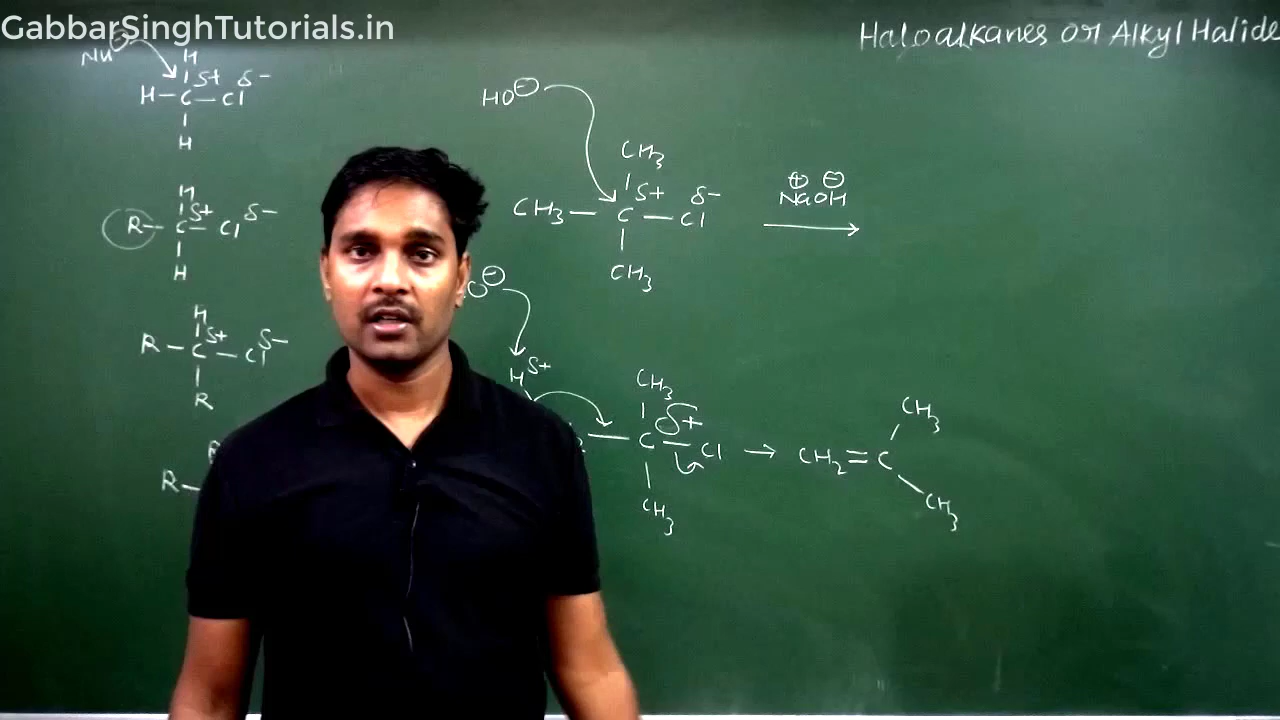 GabbarSinghTutorials.in
Haloalkanes or Alkyl Halide
Nu⊖
H
δ+ δ−
H–C–Cl
H
H
δ+ δ−
R–C–Cl
H
H
δ+ δ−
R–C–Cl
R
R–
HO⊖
CH₃
δ+ δ−
CH₃–C–Cl
CH₃
⊕ ⊖
NaOH
→
O⊖
H δ+
CH₃
δ+
–C–Cl → CH₂=C
CH₃
CH₃
CH₃